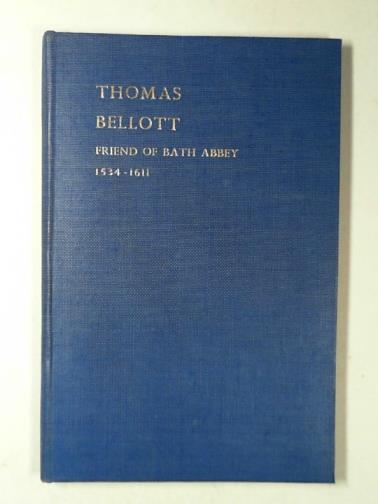 THOMAS
BELLOTT
FRIEND OF BATH ABBEY
1534-1611